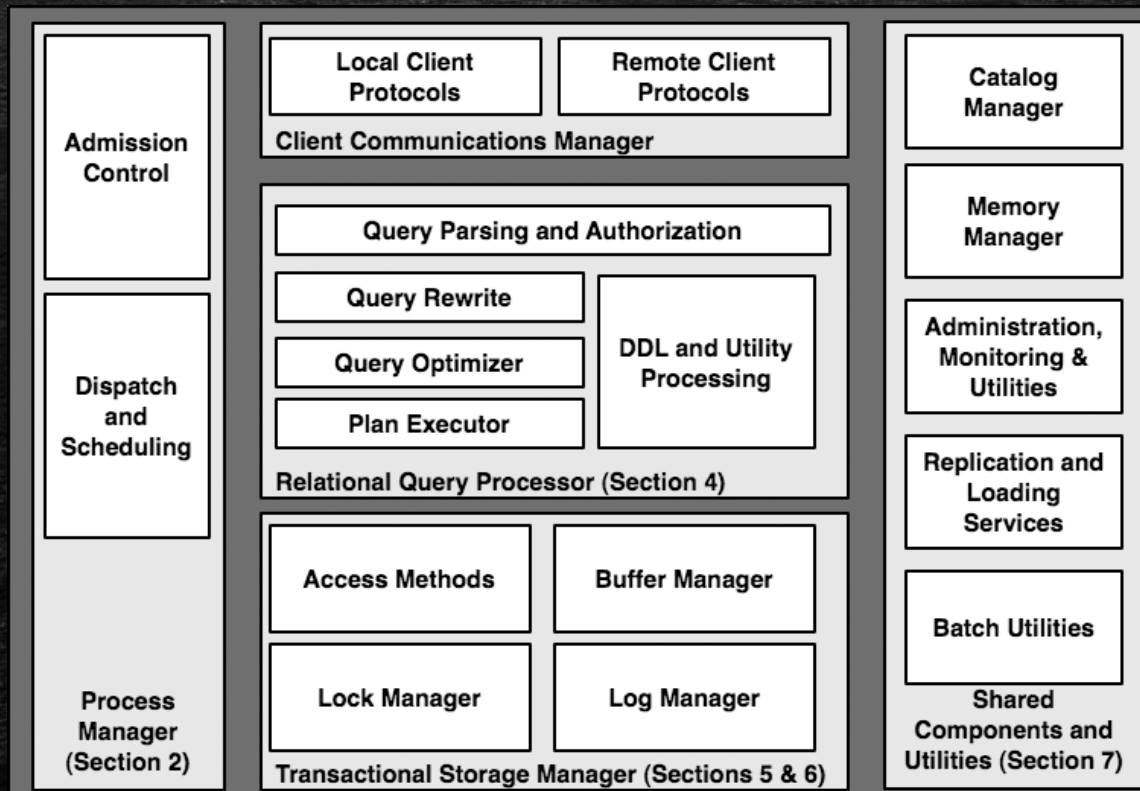 Admission
Control
Dispatch
and
Scheduling
Process
Manager
(Section 2)
Local Client
Protocols
Remote Client
Protocols
Client Communications Manager
Query Parsing and Authorization
Query Rewrite
Query Optimizer
Plan Executor
DDL and Utility
Processing
Relational Query Processor (Section 4)
Access Methods
Buffer Manager
Lock Manager
Log Manager
Transactional Storage Manager (Sections 5 & 6)
Catalog
Manager
Memory
Manager
Administration,
Monitoring &
Utilities
Replication and
Loading
Services
Batch Utilities
Shared
Components and
Utilities (Section 7)